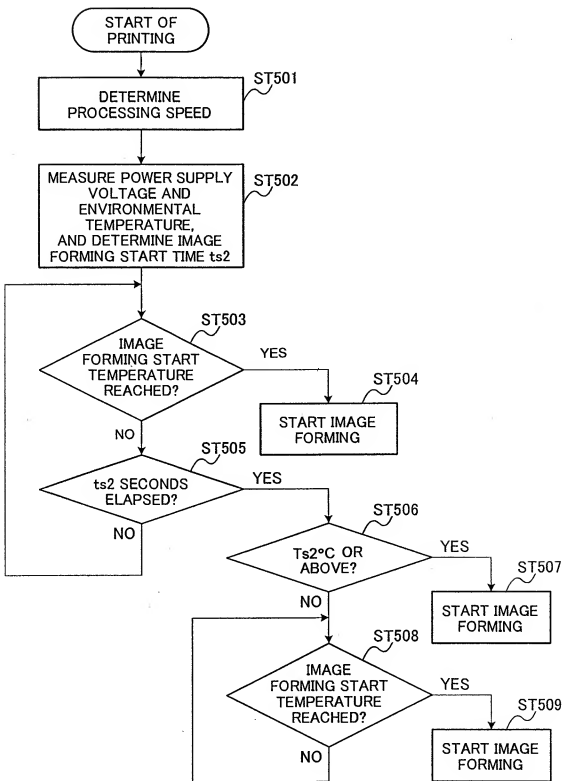 START OF
PRINTING
ST501
DETERMINE
PROCESSING SPEED
ST502
MEASURE POWER SUPPLY
VOLTAGE AND
ENVIRONMENTAL
TEMPERATURE,
AND DETERMINE IMAGE
FORMING START TIME ts2
ST503
IMAGE
FORMING START
TEMPERATURE
REACHED?
YES
ST504
START IMAGE
FORMING
NO
ST505
ts2 SECONDS
ELAPSED?
YES
NO
ST506
Ts2°C OR
ABOVE?
YES
ST507
START IMAGE
FORMING
NO
ST508
IMAGE
FORMING START
TEMPERATURE
REACHED?
YES
ST509
START IMAGE
FORMING
NO